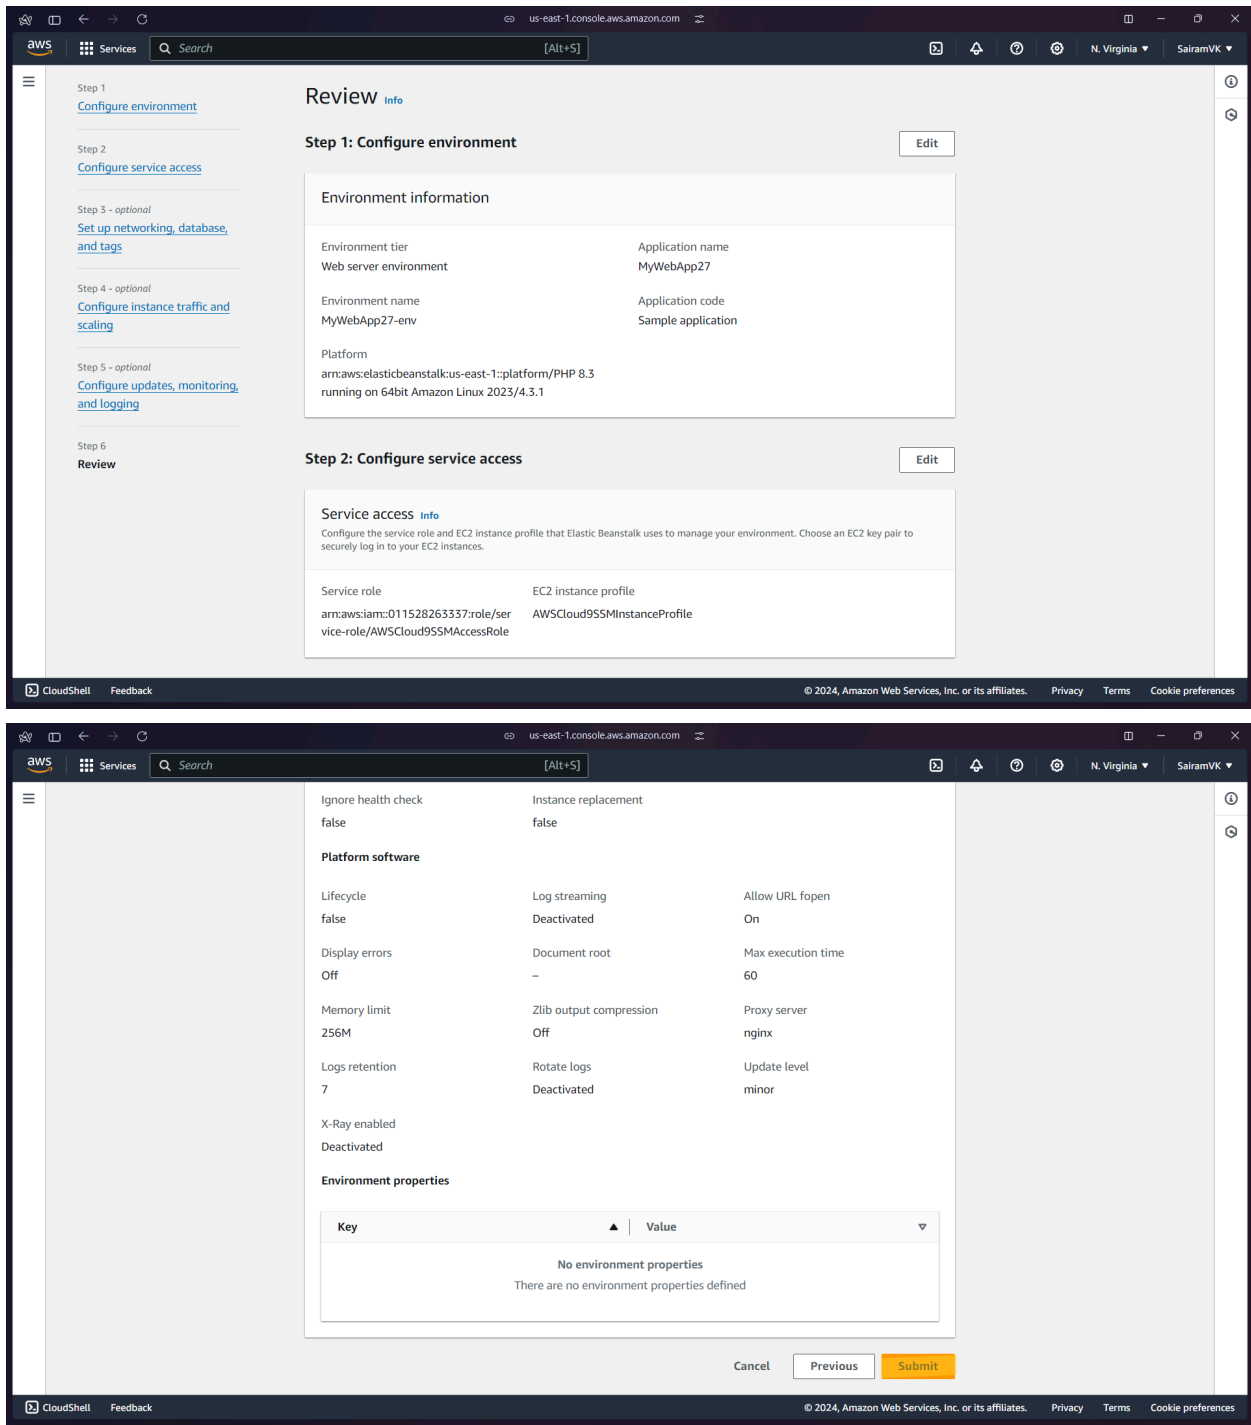 us-east-1.console.aws.amazon.com
aws
Services
Search
[Alt+S]
N. Virginia
SairamVK
Step 1
Configure environment
Step 2
Configure service access
Step 3 - optional
Set up networking, database,
and tags
Step 4 - optional
Configure instance traffic and
scaling
Step 5 - optional
Configure updates, monitoring,
and logging
Step 6
Review
Review Info
Step 1: Configure environment
Edit
Environment information
Environment tier
Web server environment
Application name
MyWebApp27
Environment name
MyWebApp27-env
Application code
Sample application
Platform
arn:aws:elasticbeanstalk:us-east-1::platform/PHP 8.3
running on 64bit Amazon Linux 2023/4.3.1
Step 2: Configure service access
Edit
Service access Info
Configure the service role and EC2 instance profile that Elastic Beanstalk uses to manage your environment. Choose an EC2 key pair to
securely log in to your EC2 instances.
Service role
arn:aws:iam::011528263337:role/ser
vice-role/AWSCloud9SSMAccessRole
EC2 instance profile
AWSCloud9SSMInstanceProfile
CloudShell
Feedback
© 2024, Amazon Web Services, Inc. or its affiliates.
Privacy
Terms
Cookie preferences
us-east-1.console.aws.amazon.com
aws
Services
Search
[Alt+S]
N. Virginia
SairamVK
Ignore health check
false
Instance replacement
false
Platform software
Lifecycle
false
Log streaming
Deactivated
Allow URL fopen
On
Display errors
Off
Document root
–
Max execution time
60
Memory limit
256M
Zlib output compression
Off
Proxy server
nginx
Logs retention
7
Rotate logs
Deactivated
Update level
minor
X-Ray enabled
Deactivated
Environment properties
Key
Value
No environment properties
There are no environment properties defined
Cancel
Previous
Submit
CloudShell
Feedback
© 2024, Amazon Web Services, Inc. or its affiliates.
Privacy
Terms
Cookie preferences